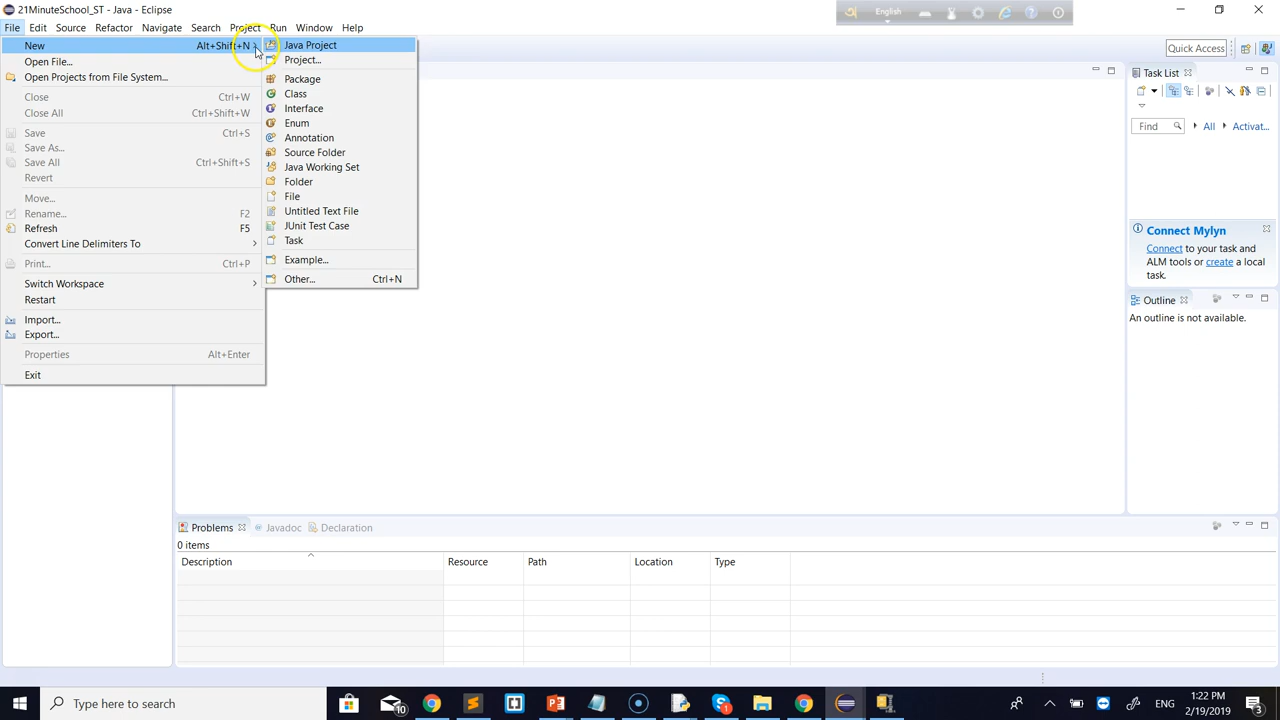 21MinuteSchool_ST - Java - Eclipse
English
File Edit Source Refactor Navigate Search Project Run Window Help
New Alt+Shift+N
Open File...
Open Projects from File System...
Close Ctrl+W
Close All Ctrl+Shift+W
Save Ctrl+S
Save As...
Save All Ctrl+Shift+S
Revert
Move...
Rename... F2
Refresh F5
Convert Line Delimiters To
Print... Ctrl+P
Switch Workspace
Restart
Import...
Export...
Properties Alt+Enter
Exit
Java Project
Project...
Package
Class
Interface
Enum
Annotation
Source Folder
Java Working Set
Folder
File
Untitled Text File
JUnit Test Case
Task
Example...
Other... Ctrl+N
Quick Access
Task List
Find All Activat...
Connect Mylyn
Connect to your task and
ALM tools or create a local
task.
Outline
An outline is not available.
Problems Javadoc Declaration
0 items
Description Resource Path Location Type
Type here to search
10
1
ENG
1:22 PM
2/19/2019
3